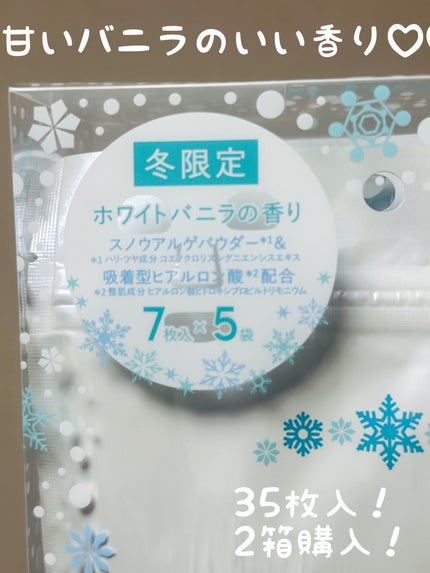 甘いバニラのいい香り♡♡
冬限定
ホワイトバニラの香り
スノウアルゲパウダー*1&
*1 ハリ・ツヤ成分 コエノクロリスシグニエンシスエキス
吸着型ヒアルロン酸*2配合
*2 整肌成分 ヒアルロン酸ヒドロキシプロピルトリモニウム
7枚入×5袋
35枚入！
2箱購入！